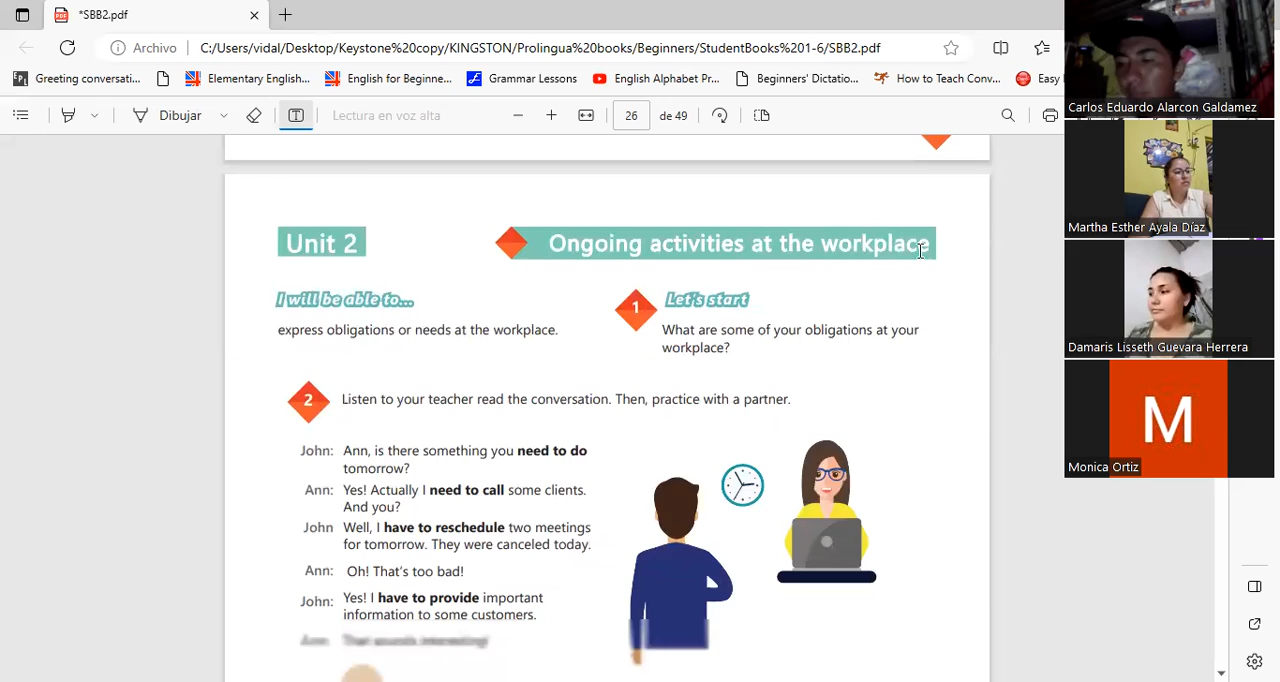 *SBB2.pdf
Archivo C:/Users/vidal/Desktop/Keystone%20copy/KINGSTON/Prolingua%20books/Beginners/StudentBooks%201-6/SBB2.pdf
Greeting conversati... Elementary English... English for Beginne... Grammar Lessons English Alphabet Pr... Beginners' Dictatio... How to Teach Conv... Easy
Dibujar Lectura en voz alta 26 de 49
Unit 2 Ongoing activities at the workplace
I will be able to...
express obligations or needs at the workplace.
1 Let's start
What are some of your obligations at your
workplace?
2 Listen to your teacher read the conversation. Then, practice with a partner.
John: Ann, is there something you need to do
tomorrow?
Ann: Yes! Actually I need to call some clients.
And you?
John Well, I have to reschedule two meetings
for tomorrow. They were canceled today.
Ann: Oh! That's too bad!
John: Yes! I have to provide important
information to some customers.
Ann: That sounds interesting!
Carlos Eduardo Alarcon Galdamez
Martha Esther Ayala Díaz
Damaris Lisseth Guevara Herrera
M
Monica Ortiz